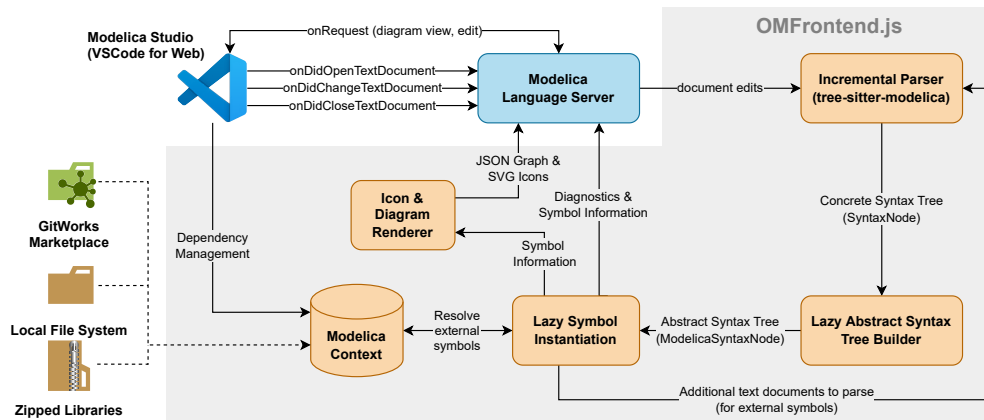 OMFrontend.js
Modelica Studio
(VSCode for Web)
onRequest (diagram view, edit)
onDidOpenTextDocument
onDidChangeTextDocument
onDidCloseTextDocument
Modelica
Language Server
document edits
Incremental Parser
(tree-sitter-modelica)
JSON Graph &
SVG Icons
Diagnostics &
Symbol Information
Icon &
Diagram
Renderer
Concrete Syntax Tree
(SyntaxNode)
GitWorks
Marketplace
Dependency
Management
Symbol
Information
Local File System
Modelica
Context
Resolve
external
symbols
Lazy Symbol
Instantiation
Abstract Syntax Tree
(ModelicaSyntaxNode)
Lazy Abstract Syntax
Tree Builder
Zipped Libraries
Additional text documents to parse
(for external symbols)